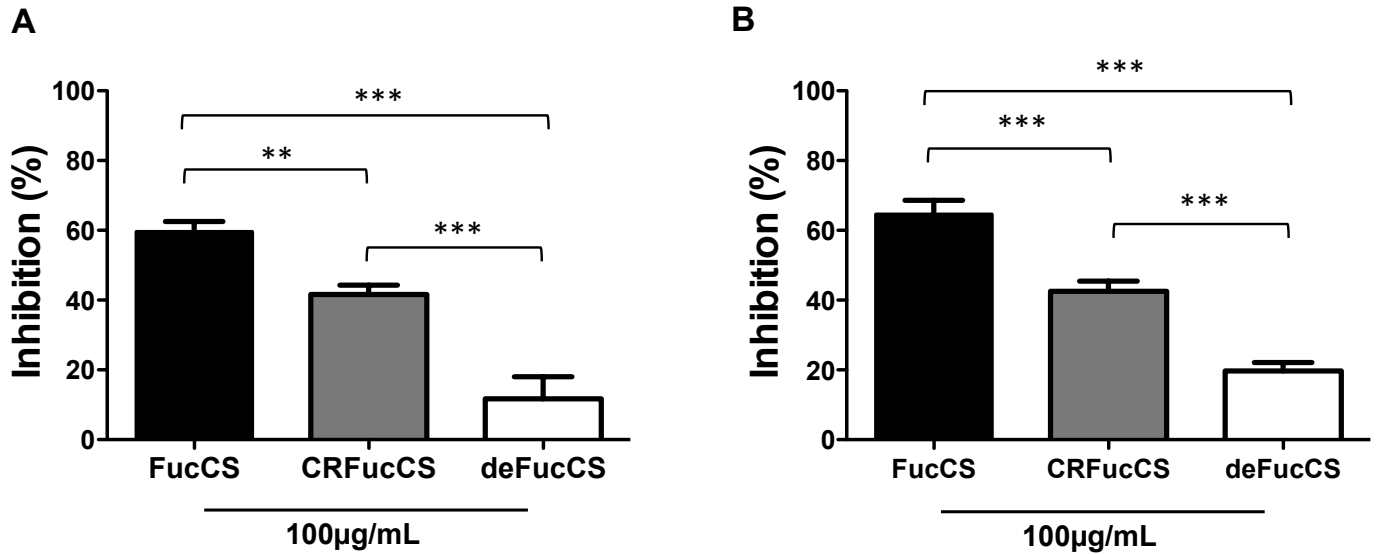 A
Inhibition (%)
100
80
60
40
20
0
***
**
***
FucCS
CRFucCS
deFucCS
100µg/mL
B
Inhibition (%)
100
80
60
40
20
0
***
***
***
FucCS
CRFucCS
deFucCS
100µg/mL